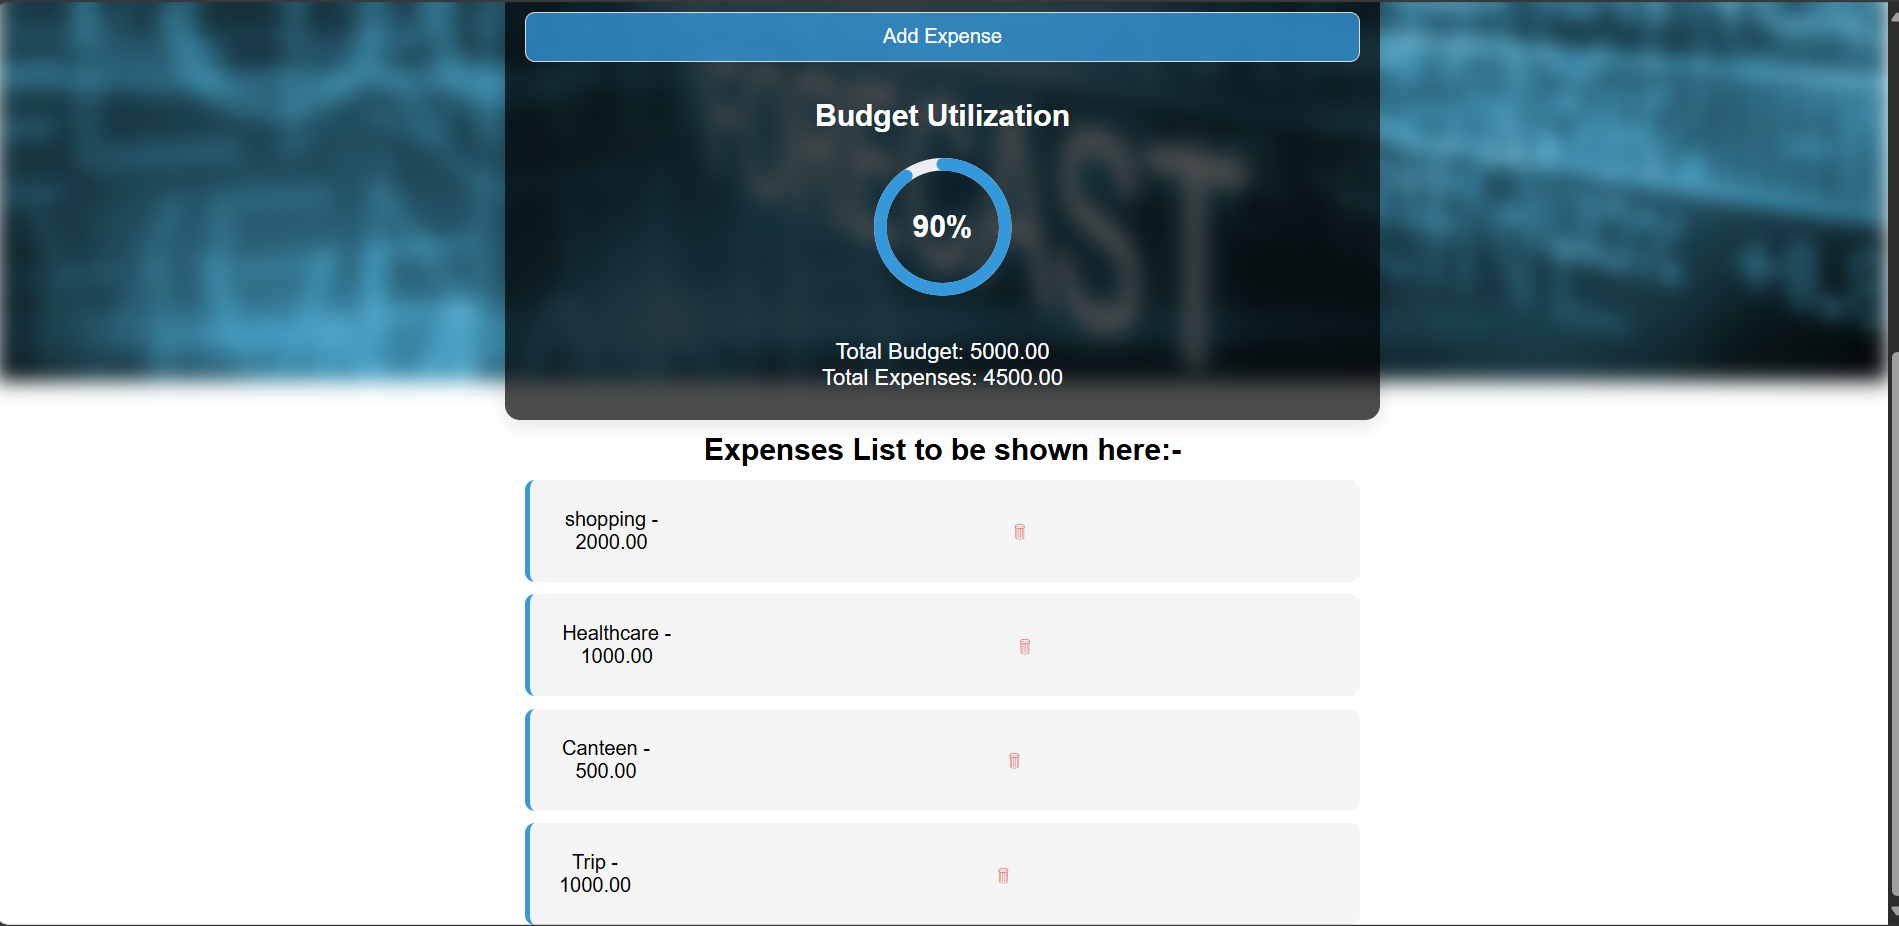 Add Expense
Budget Utilization
FORECAST
90%
Total Budget: 5000.00
Total Expenses: 4500.00
Expenses List to be shown here:-
shopping -
2000.00
Healthcare -
1000.00
Canteen -
500.00
Trip -
1000.00